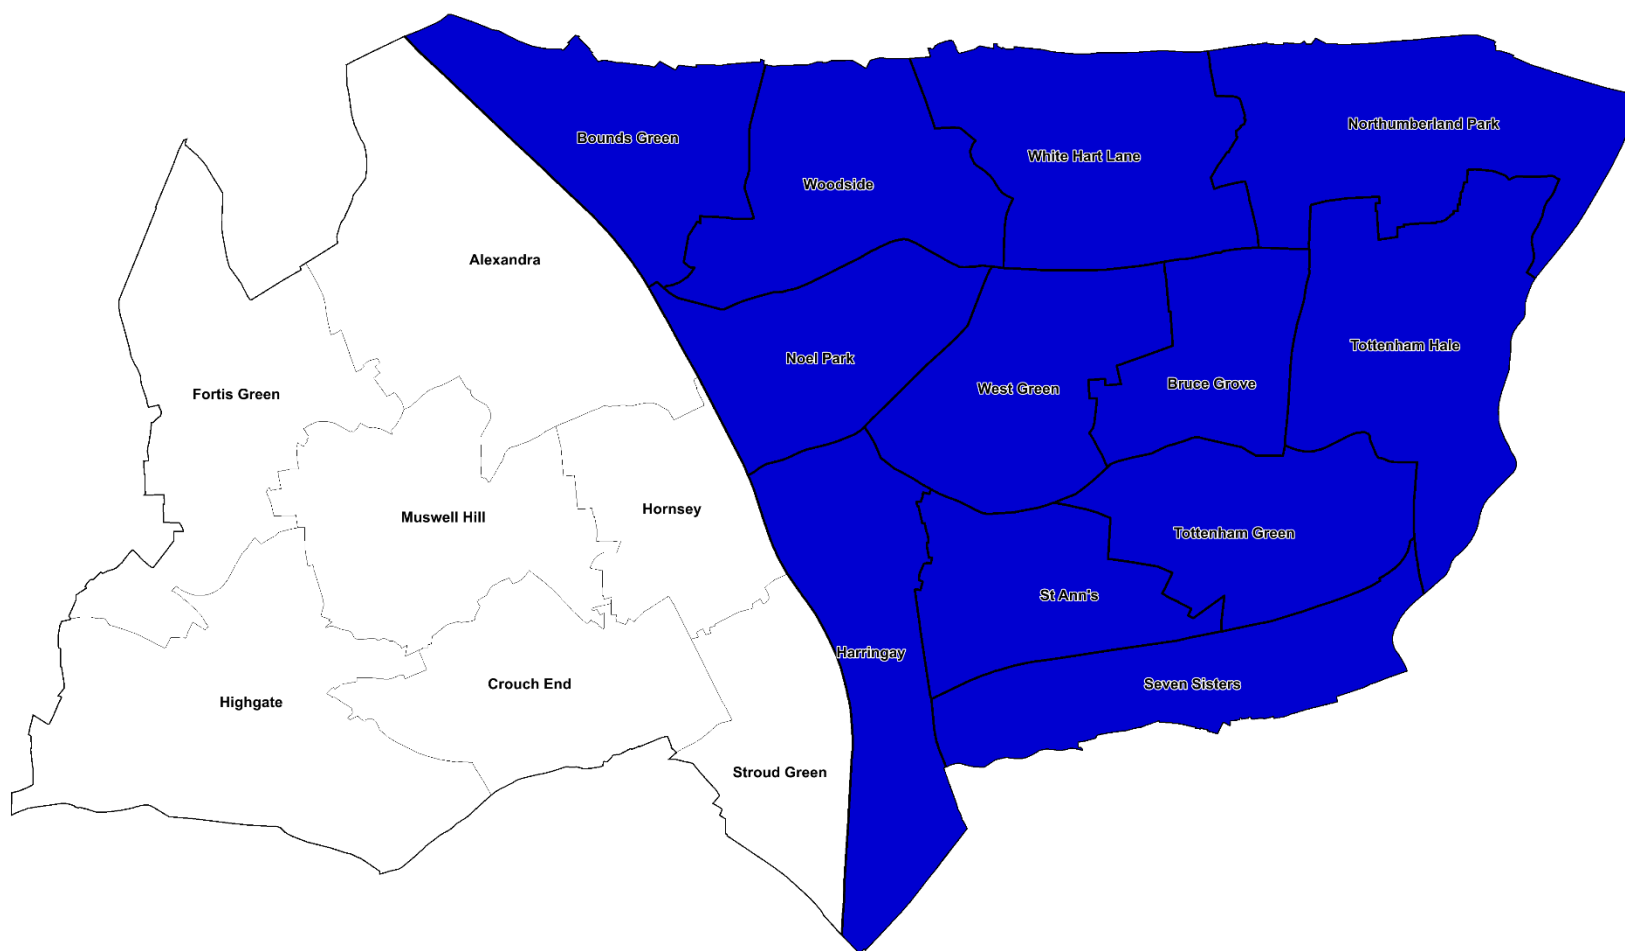 Bounds Green
Northumberland Park
White Hart Lane
Woodside
Alexandra
Tottenham Hale
Noel Park
Bruce Grove
West Green
Fortis Green
Hornsey
Muswell Hill
Tottenham Green
St Ann's
Harringay
Crouch End
Seven Sisters
Highgate
Stroud Green